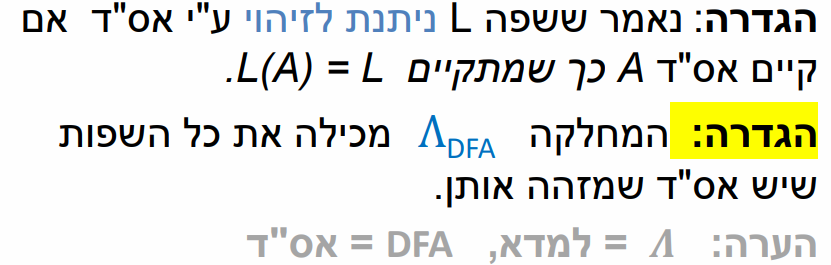 הגדרה: נאמר ששפה L ניתנת לזיהוי ע"י אס"ד אם
קיים אס"ד A כך שמתקיים L(A) = L.
הגדרה: המחלקה Λ_DFA מכילה את כל השפות
שיש אס"ד שמזהה אותן.
הערה: Λ = למדא, DFA = אס"ד